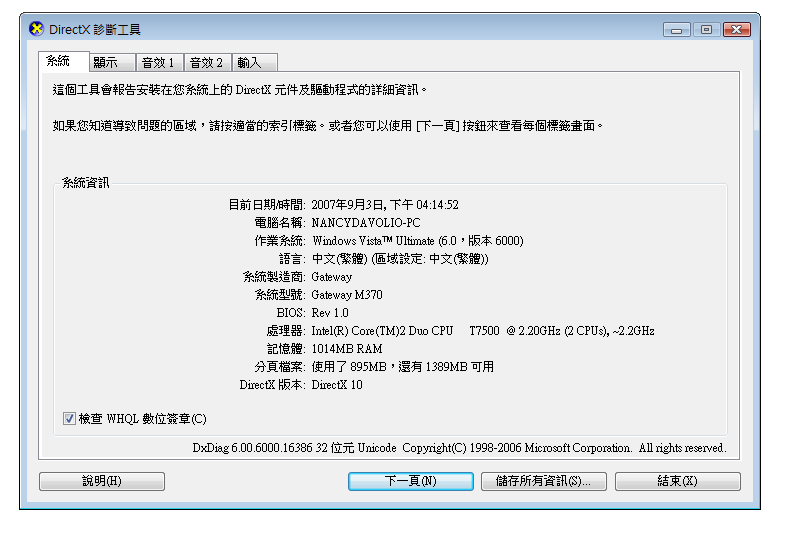 DirectX 診斷工具
系統 顯示 音效 1 音效 2 輸入
這個工具會報告安裝在您系統上的 DirectX 元件及驅動程式的詳細資訊。
如果您知道導致問題的區域，請按適當的索引標籤。或者您可以使用 [下一頁] 按鈕來查看每個標籤畫面。
系統資訊
目前日期/時間: 2007年9月3日, 下午 04:14:52
電腦名稱: NANCYDAVOLIO-PC
作業系統: Windows Vista™ Ultimate (6.0，版本 6000)
語言: 中文(繁體) (區域設定: 中文(繁體))
系統製造商: Gateway
系統型號: Gateway M370
BIOS: Rev 1.0
處理器: Intel(R) Core(TM)2 Duo CPU T7500 @ 2.20GHz (2 CPUs), ~2.2GHz
記憶體: 1014MB RAM
分頁檔案: 使用了 895MB，還有 1389MB 可用
DirectX 版本: DirectX 10
檢查 WHQL 數位簽章(C)
DxDiag 6.00.6000.16386 32 位元 Unicode Copyright(C) 1998-2006 Microsoft Corporation. All rights reserved.
說明(H) 下一頁(N) 儲存所有資訊(S)... 結束(X)